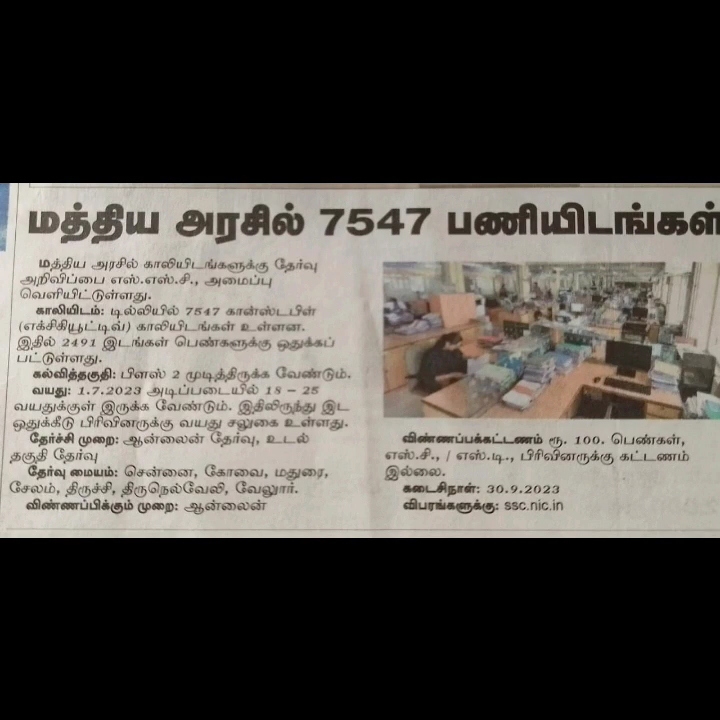 மத்திய அரசில் 7547 பணியிடங்கள்
மத்திய அரசில் காலியிடங்களுக்கு தேர்வு
அறிவிப்பை எஸ்.எஸ்.சி., அமைப்பு
வெளியிட்டுள்ளது.
காலியிடம்: டில்லியில் 7547 கான்ஸ்டபிள்
(எக்சிகியூட்டிவ்) காலியிடங்கள் உள்ளன.
இதில் 2491 இடங்கள் பெண்களுக்கு ஒதுக்கப்
பட்டுள்ளது.
கல்வித்தகுதி: பிளஸ் 2 முடித்திருக்க வேண்டும்.
வயது: 1.7.2023 அடிப்படையில் 18 – 25
வயதுக்குள் இருக்க வேண்டும். இதிலிருந்து இட
ஒதுக்கீடு பிரிவினருக்கு வயது சலுகை உள்ளது.
தேர்ச்சி முறை: ஆன்லைன் தேர்வு, உடல்
தகுதி தேர்வு
தேர்வு மையம்: சென்னை, கோவை, மதுரை,
சேலம், திருச்சி, திருநெல்வேலி, வேலூர்.
விண்ணப்பிக்கும் முறை: ஆன்லைன்
விண்ணப்பக்கட்டணம் ரூ. 100. பெண்கள்,
எஸ்.சி., / எஸ்.டி., பிரிவினருக்கு கட்டணம்
இல்லை.
கடைசிநாள்: 30.9.2023
விபரங்களுக்கு: ssc.nic.in